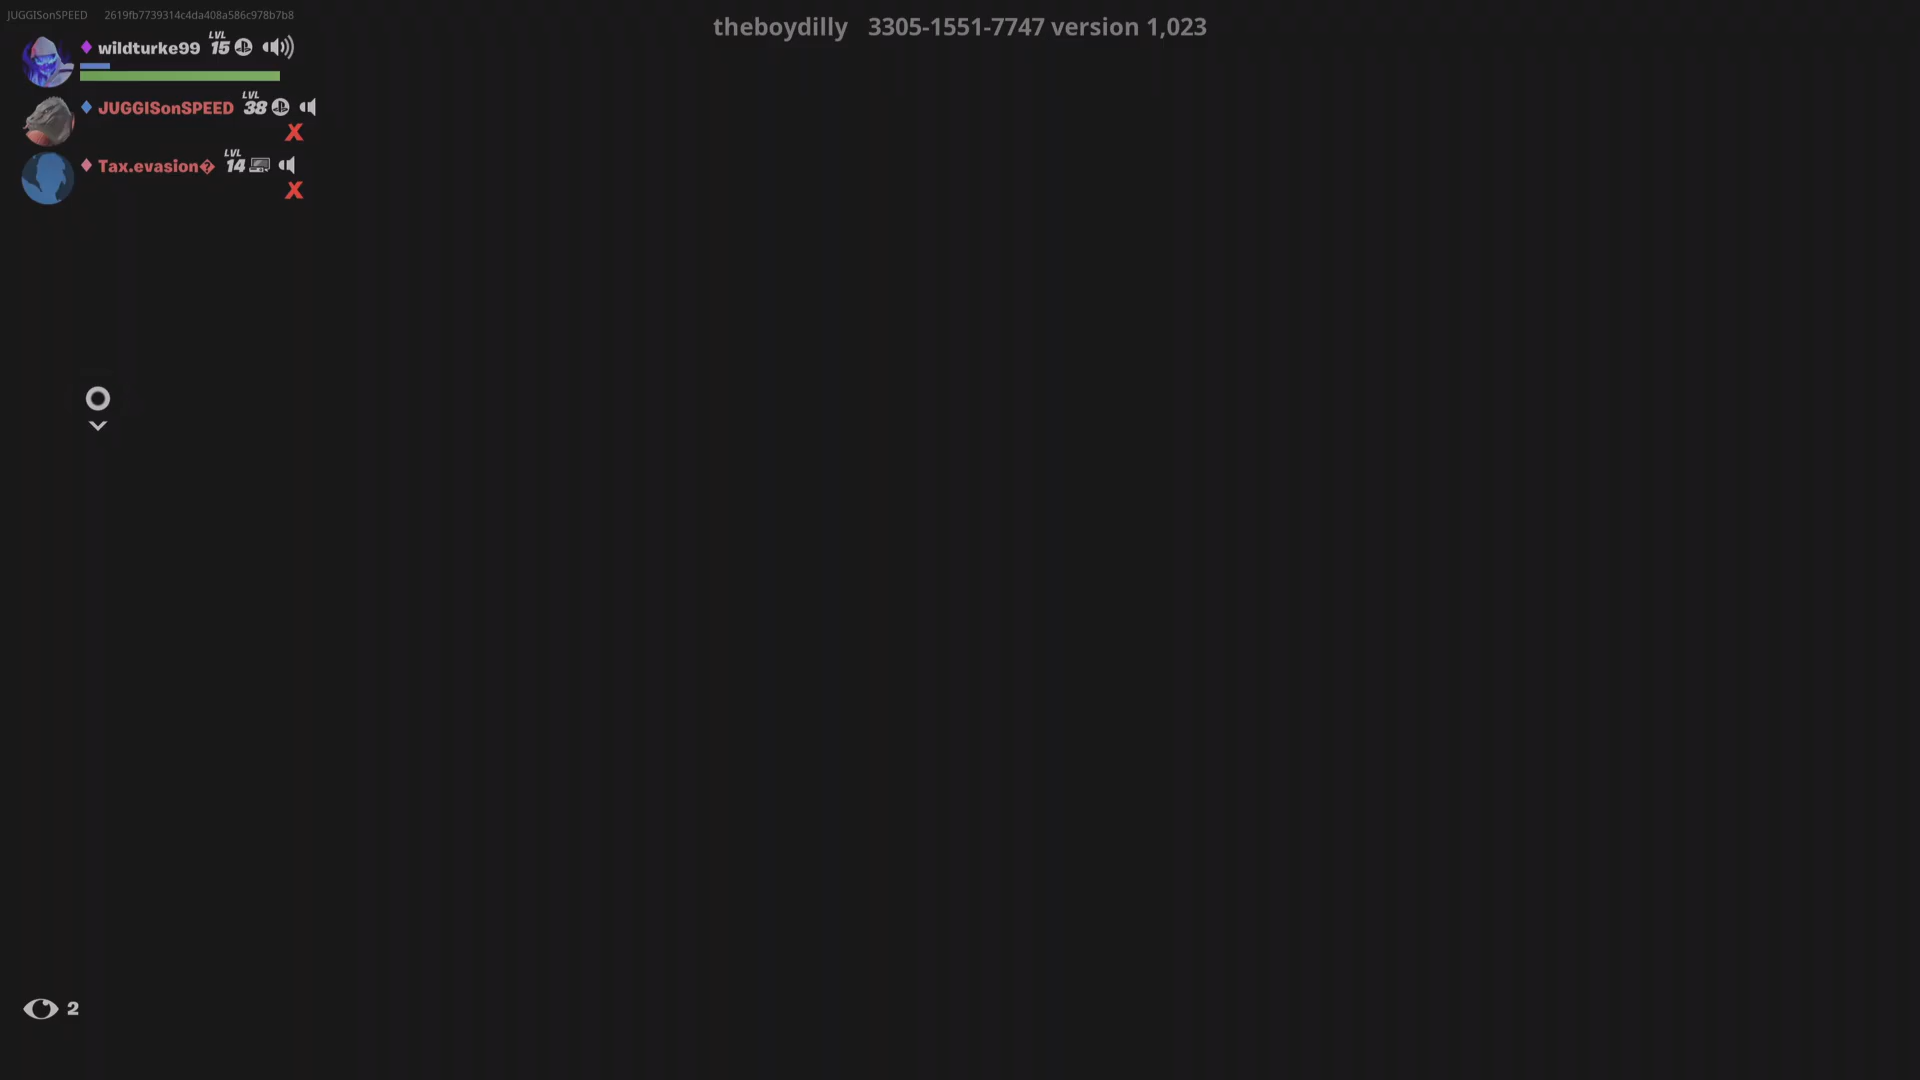 JUGGISonSPEED 2619fb7739314c4da408a586c978b7b8
theboydilly 3305-1551-7747 version 1,023
wildturke99 LVL 15
JUGGISonSPEED LVL 38
X
Tax.evasion� LVL 14
X
2